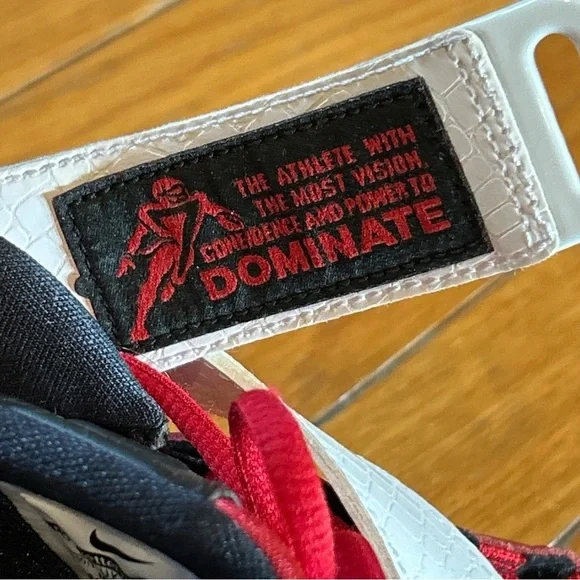 THE ATHLETE WITH
THE MOST VISION,
CONFIDENCE AND POWER TO
DOMINATE